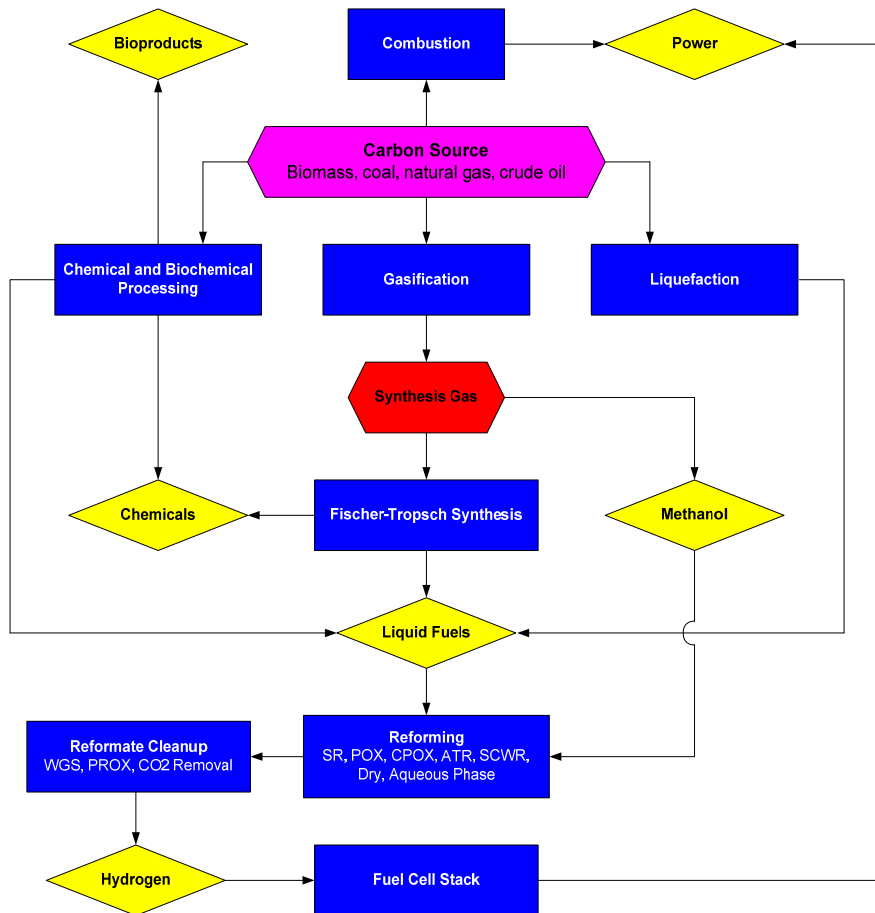 Bioproducts
Combustion
Power
Carbon Source
Biomass, coal, natural gas, crude oil
Chemical and Biochemical
Processing
Gasification
Liquefaction
Synthesis Gas
Chemicals
Fischer-Tropsch Synthesis
Methanol
Liquid Fuels
Reformate Cleanup
WGS, PROX, CO2 Removal
Reforming
SR, POX, CPOX, ATR, SCWR,
Dry, Aqueous Phase
Hydrogen
Fuel Cell Stack